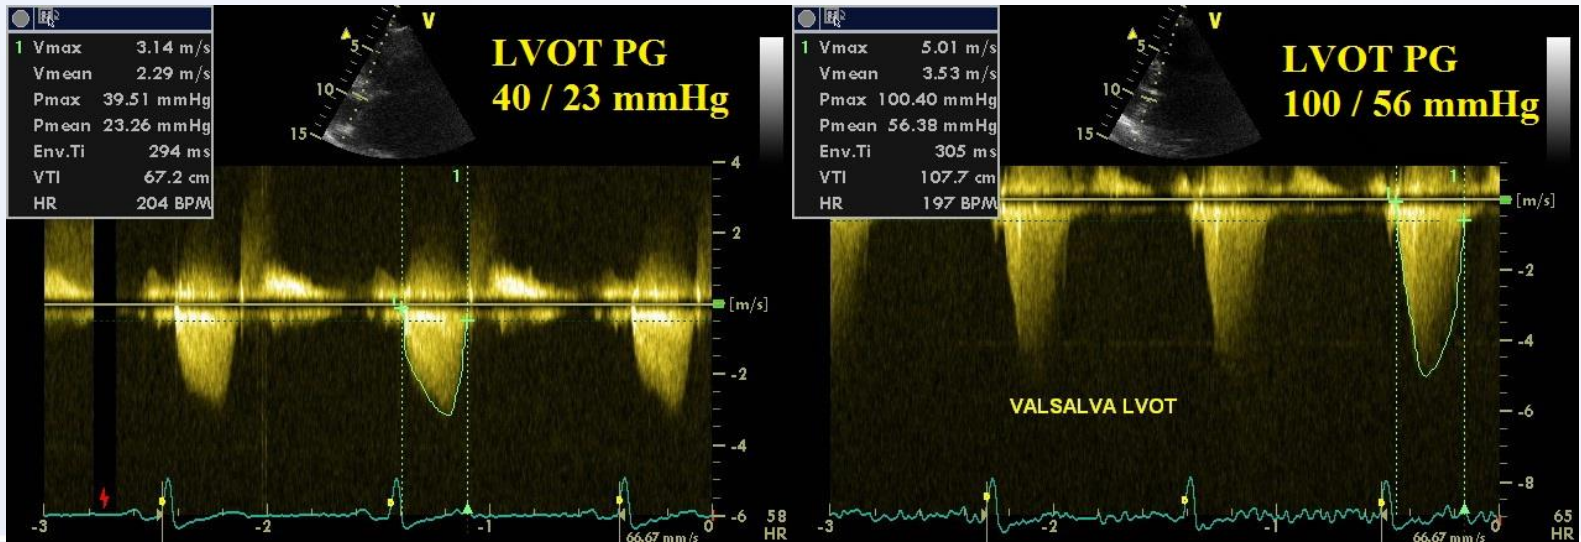 1 Vmax 3.14 m/s
Vmean 2.29 m/s
Pmax 39.51 mmHg
Pmean 23.26 mmHg
Env.Ti 294 ms
VTI 67.2 cm
HR 204 BPM
V
5
10
15
LVOT PG
40 / 23 mmHg
1
4
2
[m/s]
-2
-4
-6
-3
-2
-1
0
66.67 mm/s
58
HR
1 Vmax 5.01 m/s
Vmean 3.53 m/s
Pmax 100.40 mmHg
Pmean 56.38 mmHg
Env.Ti 305 ms
VTI 107.7 cm
HR 197 BPM
V
5
10
15
LVOT PG
100 / 56 mmHg
1
[m/s]
-2
-4
-6
-8
VALSALVA LVOT
-3
-2
-1
0
66.67 mm/s
65
HR